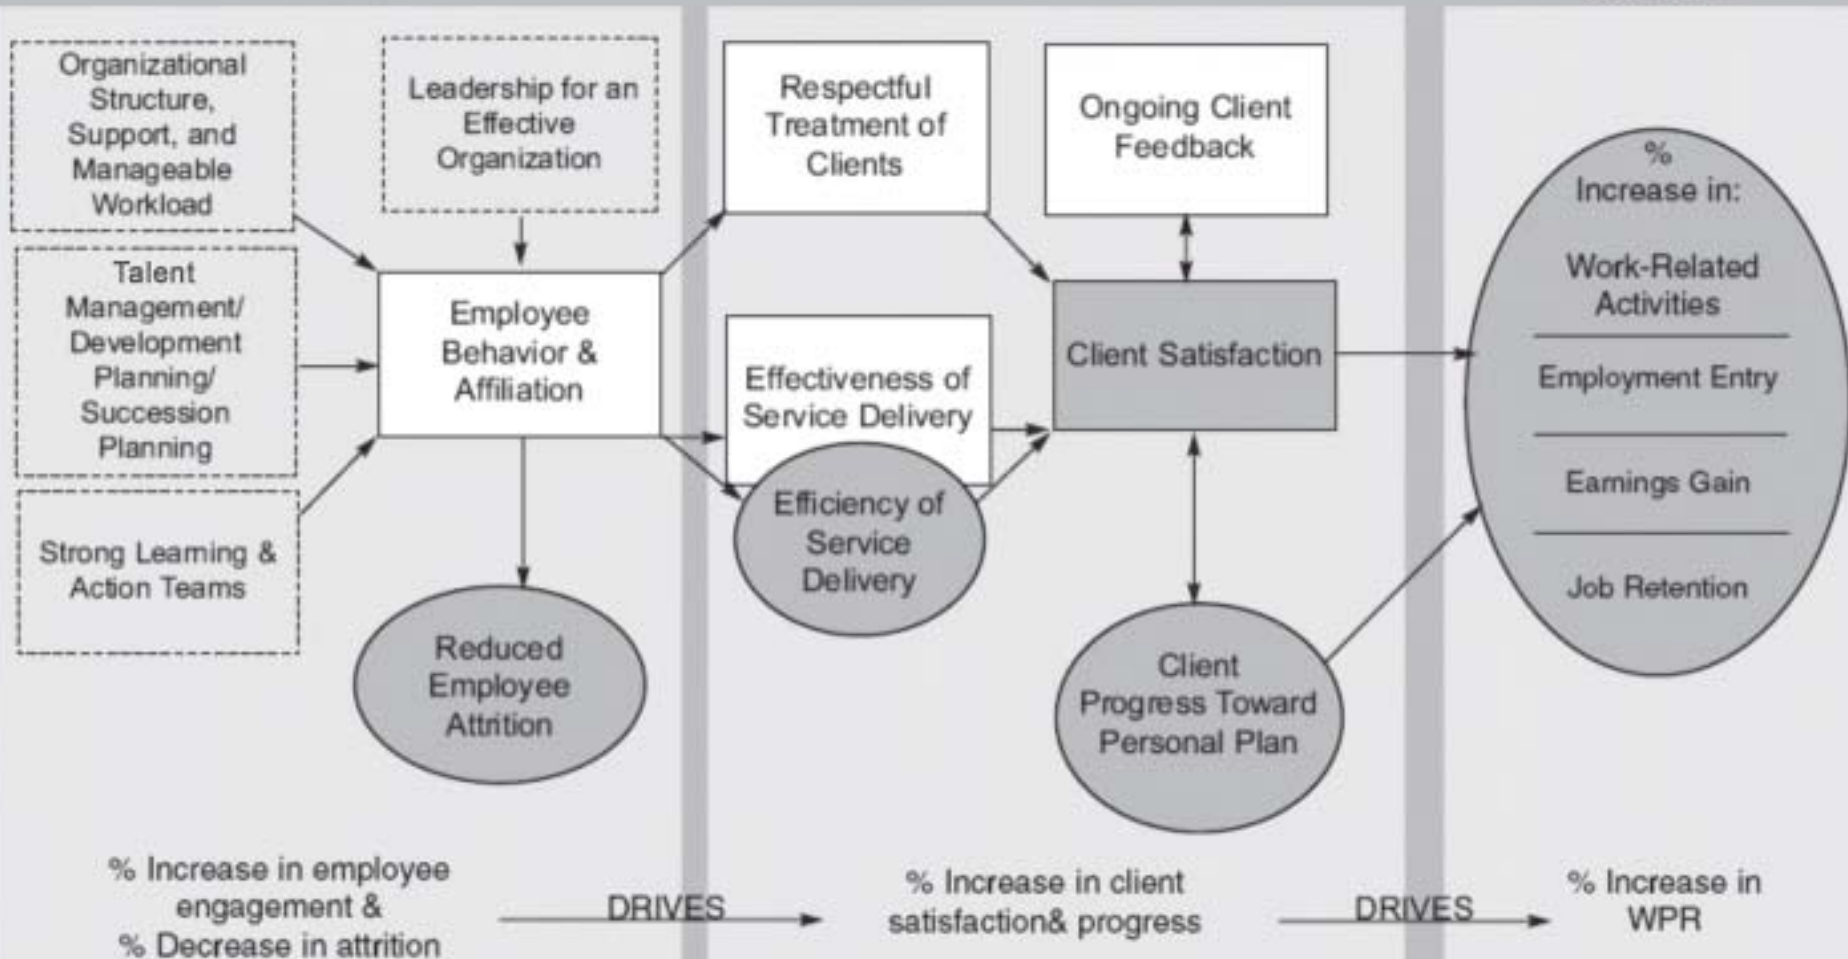 Organizational
Structure,
Support, and
Manageable
Workload
Leadership for an
Effective
Organization
Talent
Management/
Development
Planning/
Succession
Planning
Employee
Behavior &
Affiliation
Strong Learning &
Action Teams
Reduced
Employee
Attrition
Respectful
Treatment of
Clients
Ongoing Client
Feedback
Effectiveness of
Service Delivery
Efficiency of
Service
Delivery
Client Satisfaction
Client
Progress Toward
Personal Plan
%
Increase in:
Work-Related
Activities
Employment Entry
Earnings Gain
Job Retention
% Increase in employee
engagement &
% Decrease in attrition
DRIVES
% Increase in client
satisfaction& progress
DRIVES
% Increase in
WPR